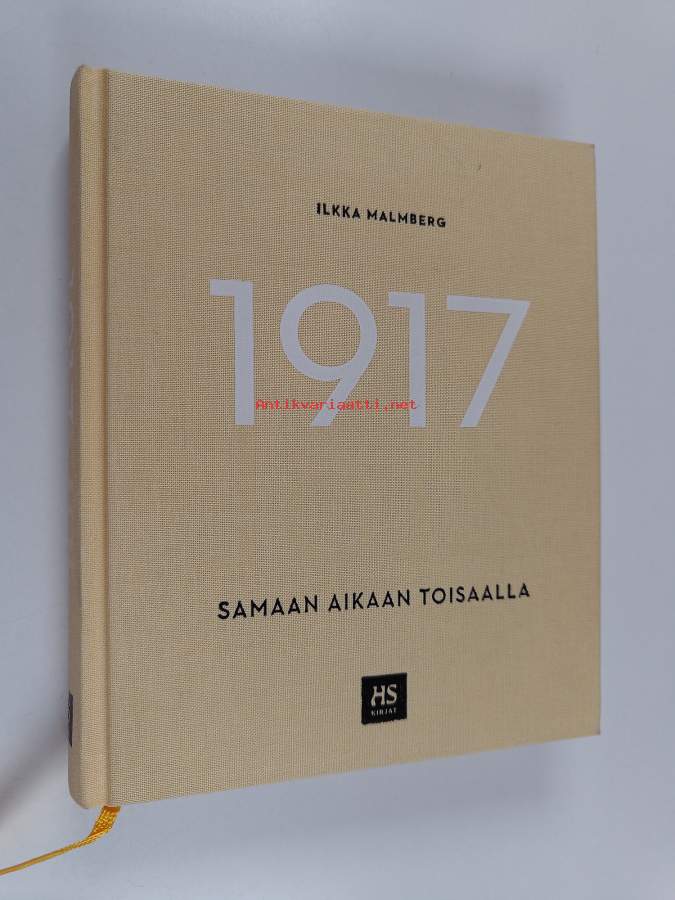 ILKKA MALMBERG
1917
Antikvariaatti.net
SAMAAN AIKAAN TOISAALLA
HS
KIRJAT